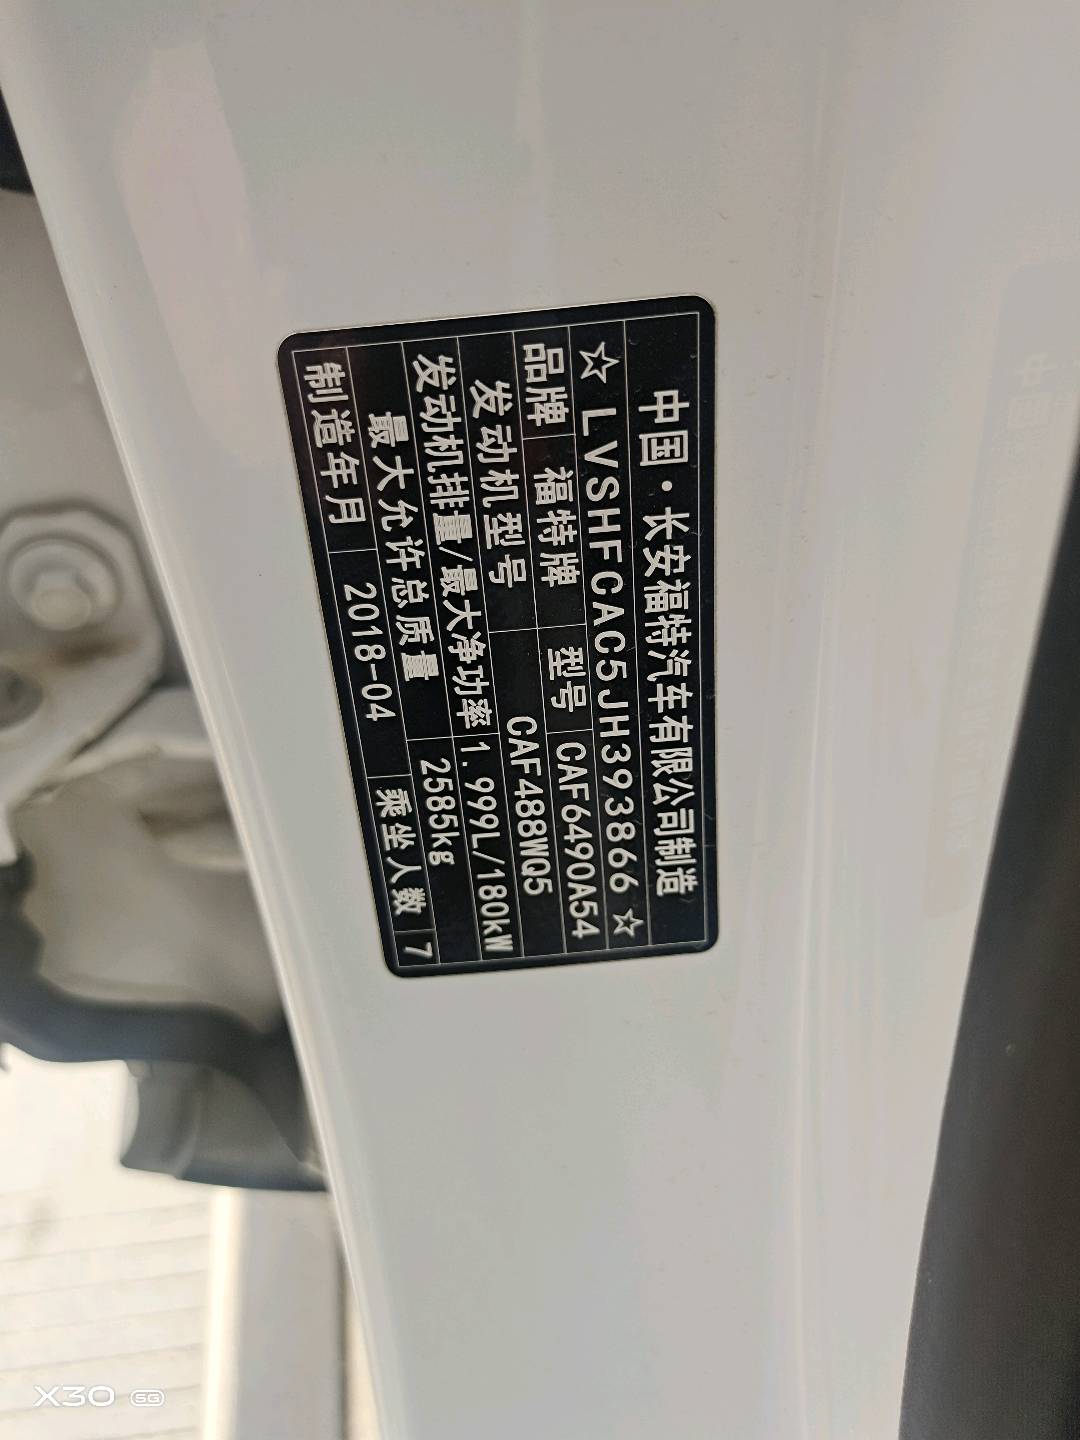 中国·长安福特汽车有限公司制造
☆LVSHFCAC5JH393866☆
品牌 福特牌 型号 CAF6490A54
发动机型号 CAF488WQ5
发动机排量/最大净功率 1.999L/180kW
最大允许总质量 2585kg
制造年月 2018-04 乘坐人数 7
X30 5G